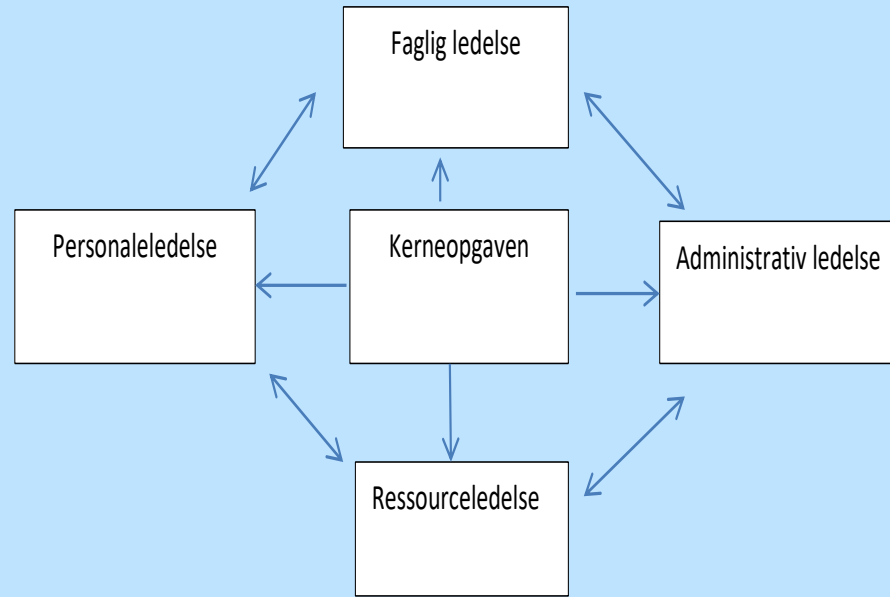 Faglig ledelse
Personaleledelse
Kerneopgaven
Administrativ ledelse
Ressourceledelse